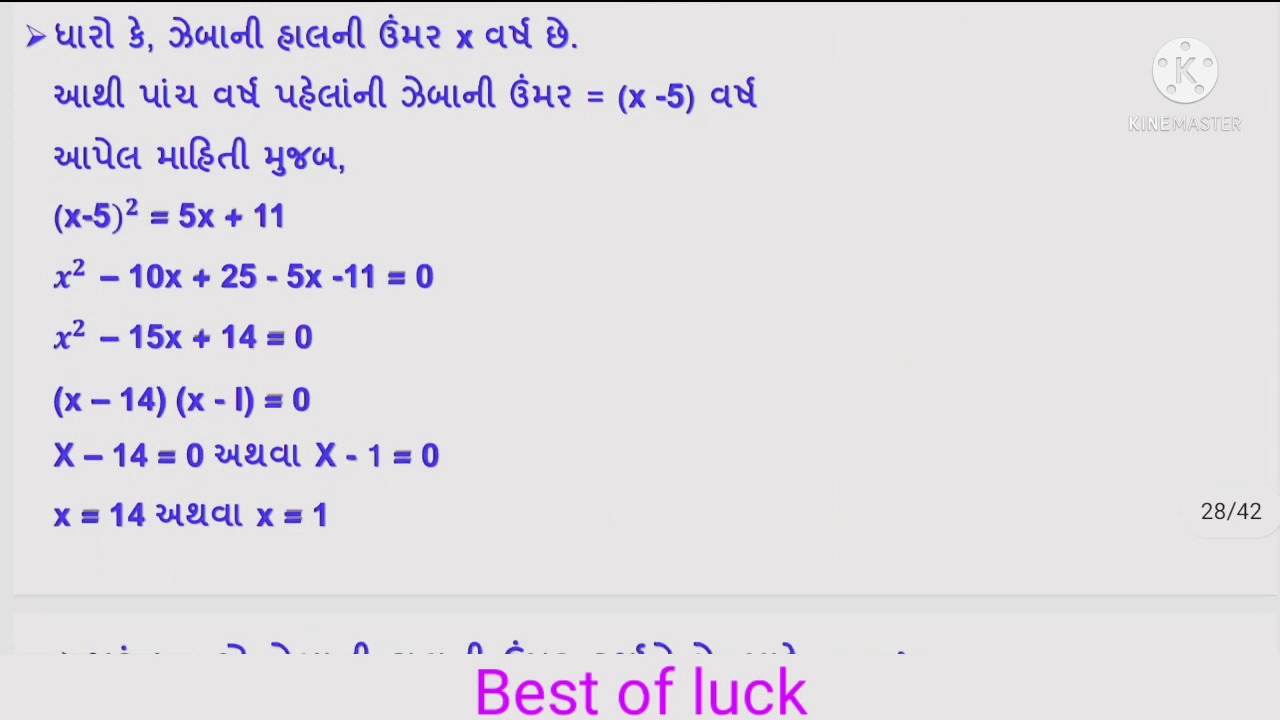 ➢ ધારો કે, ઝેબાની હાલની ઉંમર x વર્ષ છે.
આથી પાંચ વર્ષ પહેલાંની ઝેબાની ઉંમર = (x -5) વર્ષ
આપેલ માહિતી મુજબ,
(x-5)² = 5x + 11
x² – 10x + 25 - 5x -11 = 0
x² – 15x + 14 = 0
(x – 14) (x - I) = 0
X – 14 = 0 અથવા X - 1 = 0
x = 14 અથવા x = 1
K
KINEMASTER
28/42
Best of luck